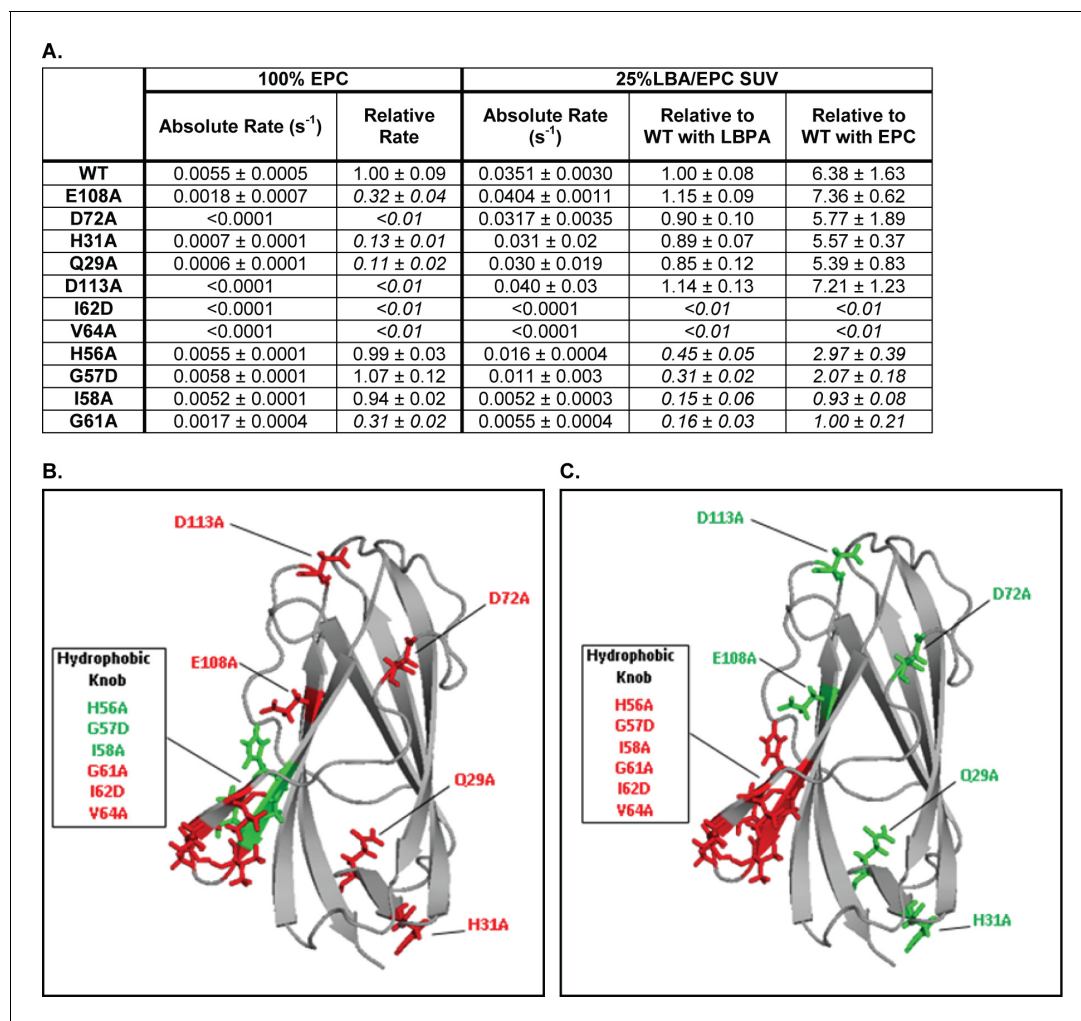 A.
100% EPC 25%LBA/EPC SUV
Absolute Rate (s-1) Relative Rate Absolute Rate (s-1) Relative to WT with LBPA Relative to WT with EPC
WT 0.0055 ± 0.0005 1.00 ± 0.09 0.0351 ± 0.0030 1.00 ± 0.08 6.38 ± 1.63
E108A 0.0018 ± 0.0007 0.32 ± 0.04 0.0404 ± 0.0011 1.15 ± 0.09 7.36 ± 0.62
D72A <0.0001 <0.01 0.0317 ± 0.0035 0.90 ± 0.10 5.77 ± 1.89
H31A 0.0007 ± 0.0001 0.13 ± 0.01 0.031 ± 0.02 0.89 ± 0.07 5.57 ± 0.37
Q29A 0.0006 ± 0.0001 0.11 ± 0.02 0.030 ± 0.019 0.85 ± 0.12 5.39 ± 0.83
D113A <0.0001 <0.01 0.040 ± 0.03 1.14 ± 0.13 7.21 ± 1.23
I62D <0.0001 <0.01 <0.0001 <0.01 <0.01
V64A <0.0001 <0.01 <0.0001 <0.01 <0.01
H56A 0.0055 ± 0.0001 0.99 ± 0.03 0.016 ± 0.0004 0.45 ± 0.05 2.97 ± 0.39
G57D 0.0058 ± 0.0001 1.07 ± 0.12 0.011 ± 0.003 0.31 ± 0.02 2.07 ± 0.18
I58A 0.0052 ± 0.0001 0.94 ± 0.02 0.0052 ± 0.0003 0.15 ± 0.06 0.93 ± 0.08
G61A 0.0017 ± 0.0004 0.31 ± 0.02 0.0055 ± 0.0004 0.16 ± 0.03 1.00 ± 0.21
B.
D113A
D72A
E108A
Hydrophobic
Knob
H56A
G57D
I58A
G61A
I62D
V64A
Q29A
H31A
C.
D113A
D72A
E108A
Hydrophobic
Knob
H56A
G57D
I58A
G61A
I62D
V64A
Q29A
H31A